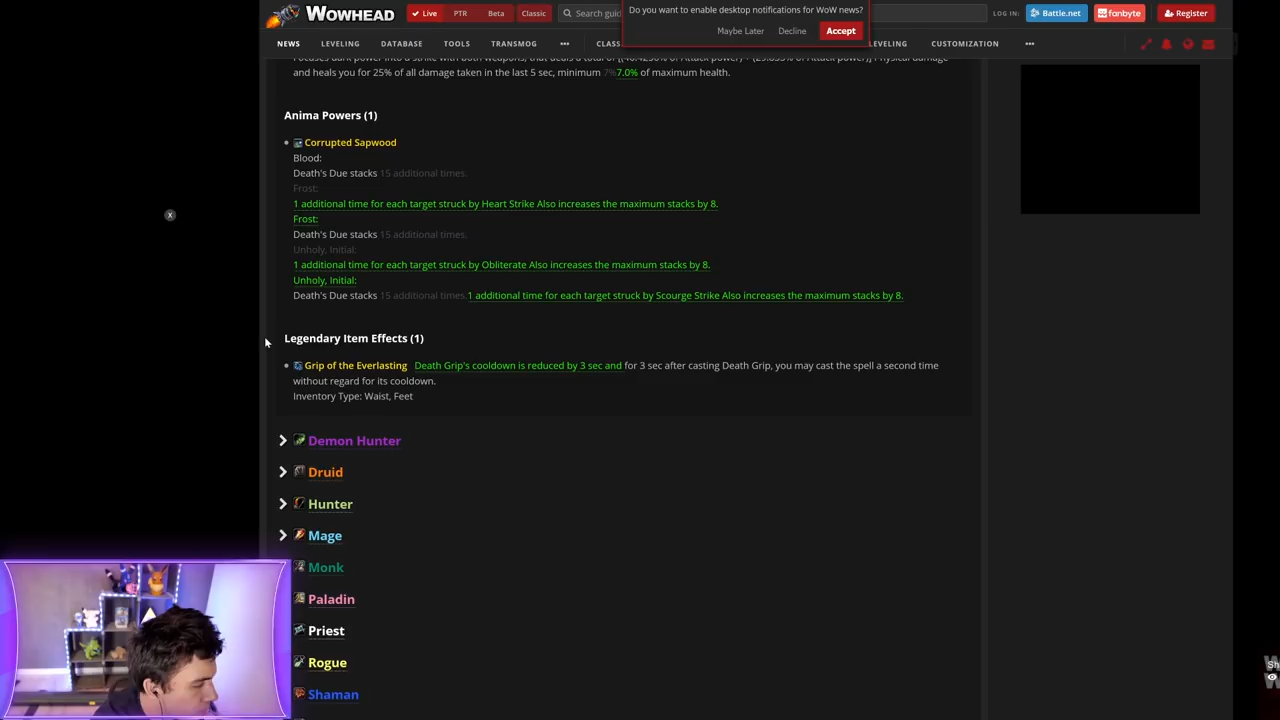 WOWHEAD
Live PTR Beta Classic
Search gui
LOG IN: Battle.net fanbyte Register
Do you want to enable desktop notifications for WoW news?
Maybe Later Decline Accept
NEWS LEVELING DATABASE TOOLS TRANSMOG ••• CLASS LEVELING CUSTOMIZATION •••
and heals you for 25% of all damage taken in the last 5 sec, minimum 7%7.0% of maximum health.
Anima Powers (1)
Corrupted Sapwood
Blood:
Death's Due stacks 15 additional times.
Frost:
1 additional time for each target struck by Heart Strike Also increases the maximum stacks by 8.
Frost:
Death's Due stacks 15 additional times.
Unholy, Initial:
1 additional time for each target struck by Obliterate Also increases the maximum stacks by 8.
Unholy, Initial:
Death's Due stacks 15 additional times.1 additional time for each target struck by Scourge Strike Also increases the maximum stacks by 8.
X
Legendary Item Effects (1)
Grip of the Everlasting Death Grip's cooldown is reduced by 3 sec and for 3 sec after casting Death Grip, you may cast the spell a second time
without regard for its cooldown.
Inventory Type: Waist, Feet
Demon Hunter
Druid
Hunter
Mage
Monk
Paladin
Priest
Rogue
Shaman
Sh